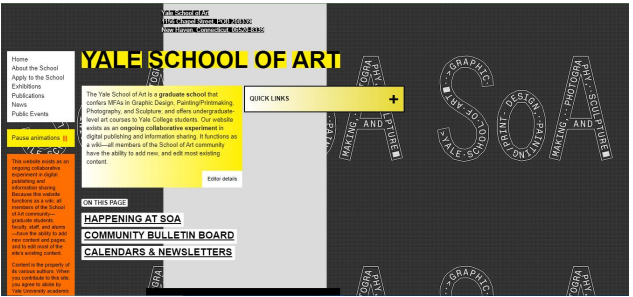 Yale School of Art
1156 Chapel Street, POB 208339
New Haven, Connecticut, 06520-8339
YALE SCHOOL OF ART
Home
About the School
Apply to the School
Exhibitions
Publications
News
Public Events
Pause animations
This website exists as an
ongoing collaborative
experiment in digital
publishing and
information sharing.
Because this website
functions as a wiki, all
members of the School
of Art community—
graduate students,
faculty, staff, and alums
—have the ability to add
new content and pages,
and to edit most of the
site's existing content.
Content is the property of
its various authors. When
you contribute to this site,
you agree to abide by
Yale University academic
The Yale School of Art is a graduate school that
confers MFAs in Graphic Design, Painting/Printmaking,
Photography, and Sculpture; and offers undergraduate-
level art courses to Yale College students. Our website
exists as an ongoing collaborative experiment in
digital publishing and information sharing. It functions as
a wiki—all members of the School of Art community
have the ability to add new, and edit most existing
content.
Editor details
QUICK LINKS +
ON THIS PAGE
HAPPENING AT SOA
COMMUNITY BULLETIN BOARD
CALENDARS & NEWSLETTERS
GRAPHIC
YALE SCHOOL OF ART
DESIGN
PAINTING
PRINT
MAKING
AND
PHOTOGRAPHY
SCULPTURE